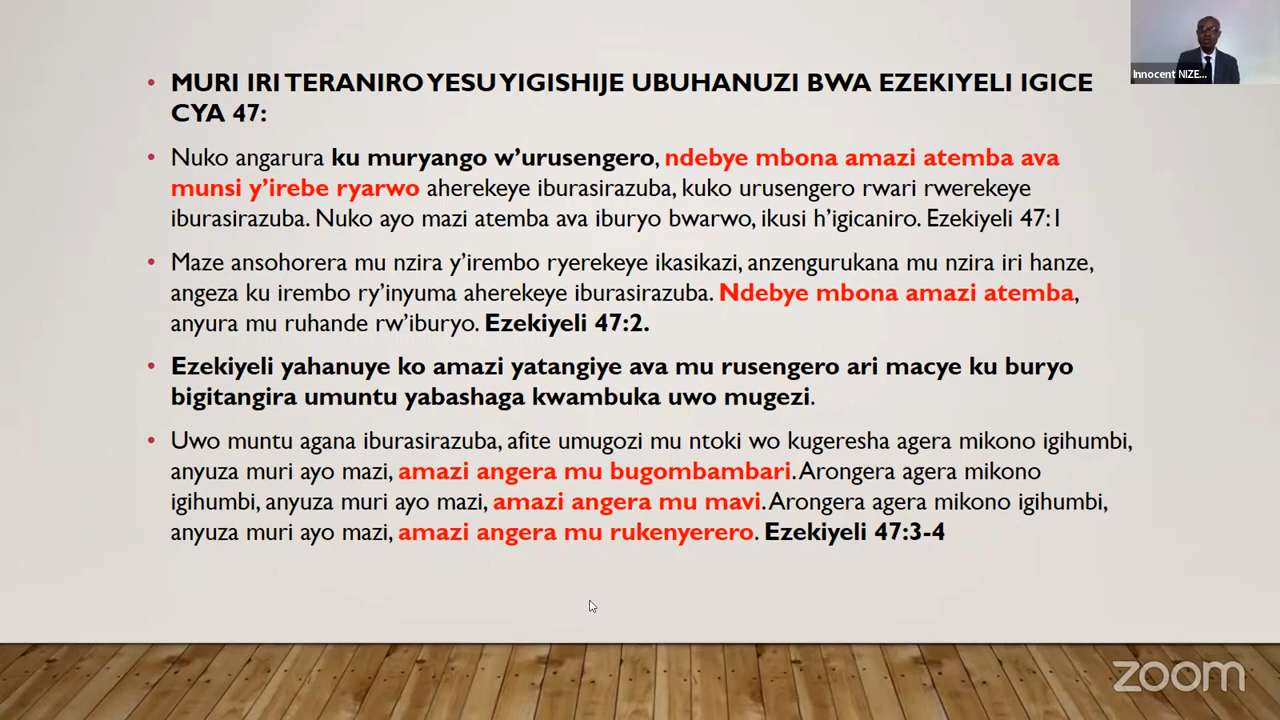 Innocent NIZE...
• MURI IRI TERANIRO YESU YIGISHIJE UBUHANUZI BWA EZEKIYELI IGICE
CYA 47:
• Nuko angarura ku muryango w’urusengero, ndebye mbona amazi atemba ava
munsi y’irebe ryarwo aherekeye iburasirazuba, kuko urusengero rwari rwerekeye
iburasirazuba. Nuko ayo mazi atemba ava iburyo bwarwo, ikusi h’igicaniro. Ezekiyeli 47:1
• Maze ansohorera mu nzira y’irembo ryerekeye ikasikazi, anzengurukana mu nzira iri hanze,
angeza ku irembo ry’inyuma aherekeye iburasirazuba. Ndebye mbona amazi atemba,
anyura mu ruhande rw’iburyo. Ezekiyeli 47:2.
• Ezekiyeli yahanuye ko amazi yatangiye ava mu rusengero ari macye ku buryo
bigitangira umuntu yabashaga kwambuka uwo mugezi.
• Uwo muntu agana iburasirazuba, afite umugozi mu ntoki wo kugeresha agera mikono igihumbi,
anyuza muri ayo mazi, amazi angera mu bugombambari. Arongera agera mikono
igihumbi, anyuza muri ayo mazi, amazi angera mu mavi. Arongera agera mikono igihumbi,
anyuza muri ayo mazi, amazi angera mu rukenyerero. Ezekiyeli 47:3-4
zoom